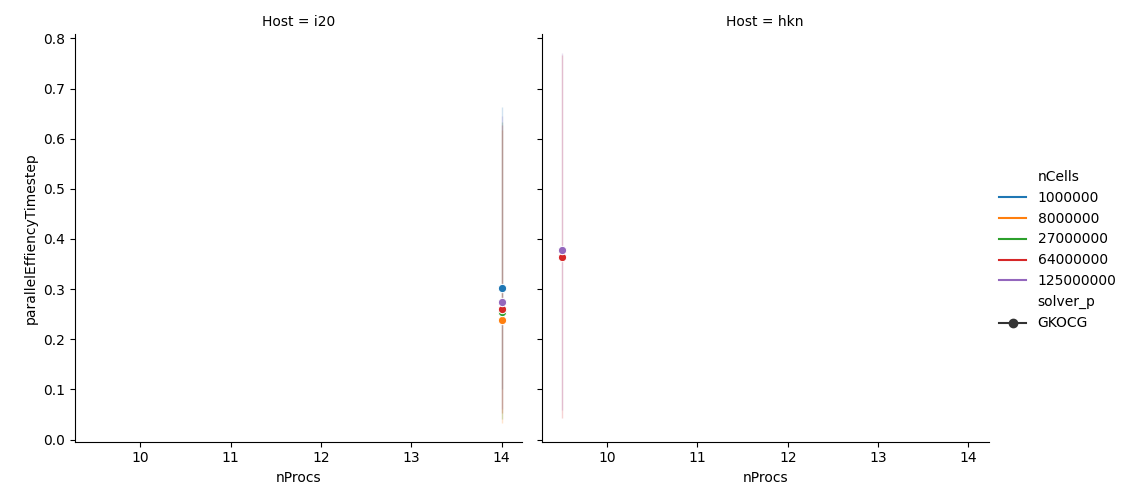 Host = i20
Host = hkn
parallelEffiencyTimestep
0.8
0.7
0.6
0.5
0.4
0.3
0.2
0.1
0.0
10 11 12 13 14
nProcs
10 11 12 13 14
nProcs
nCells
1000000
8000000
27000000
64000000
125000000
solver_p
GKOCG